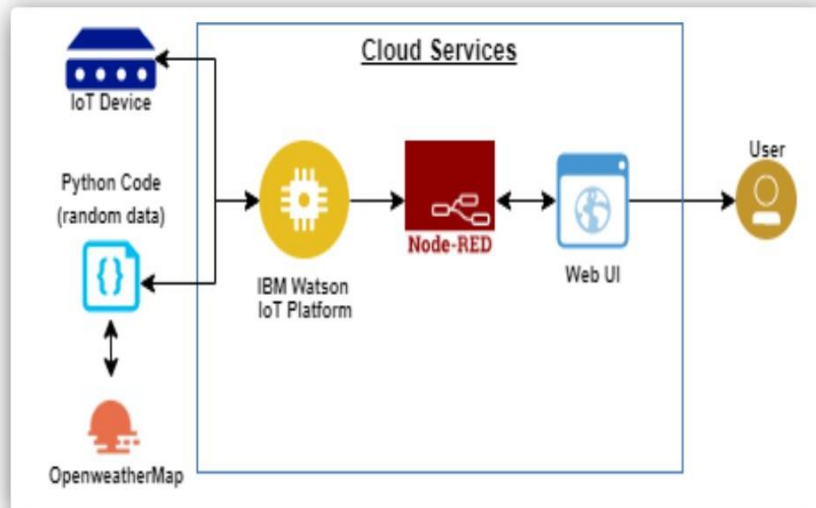 Cloud Services
IoT Device
Python Code
(random data)
User
Node-RED
IBM Watson
IoT Platform
Web UI
{}
OpenweatherMap